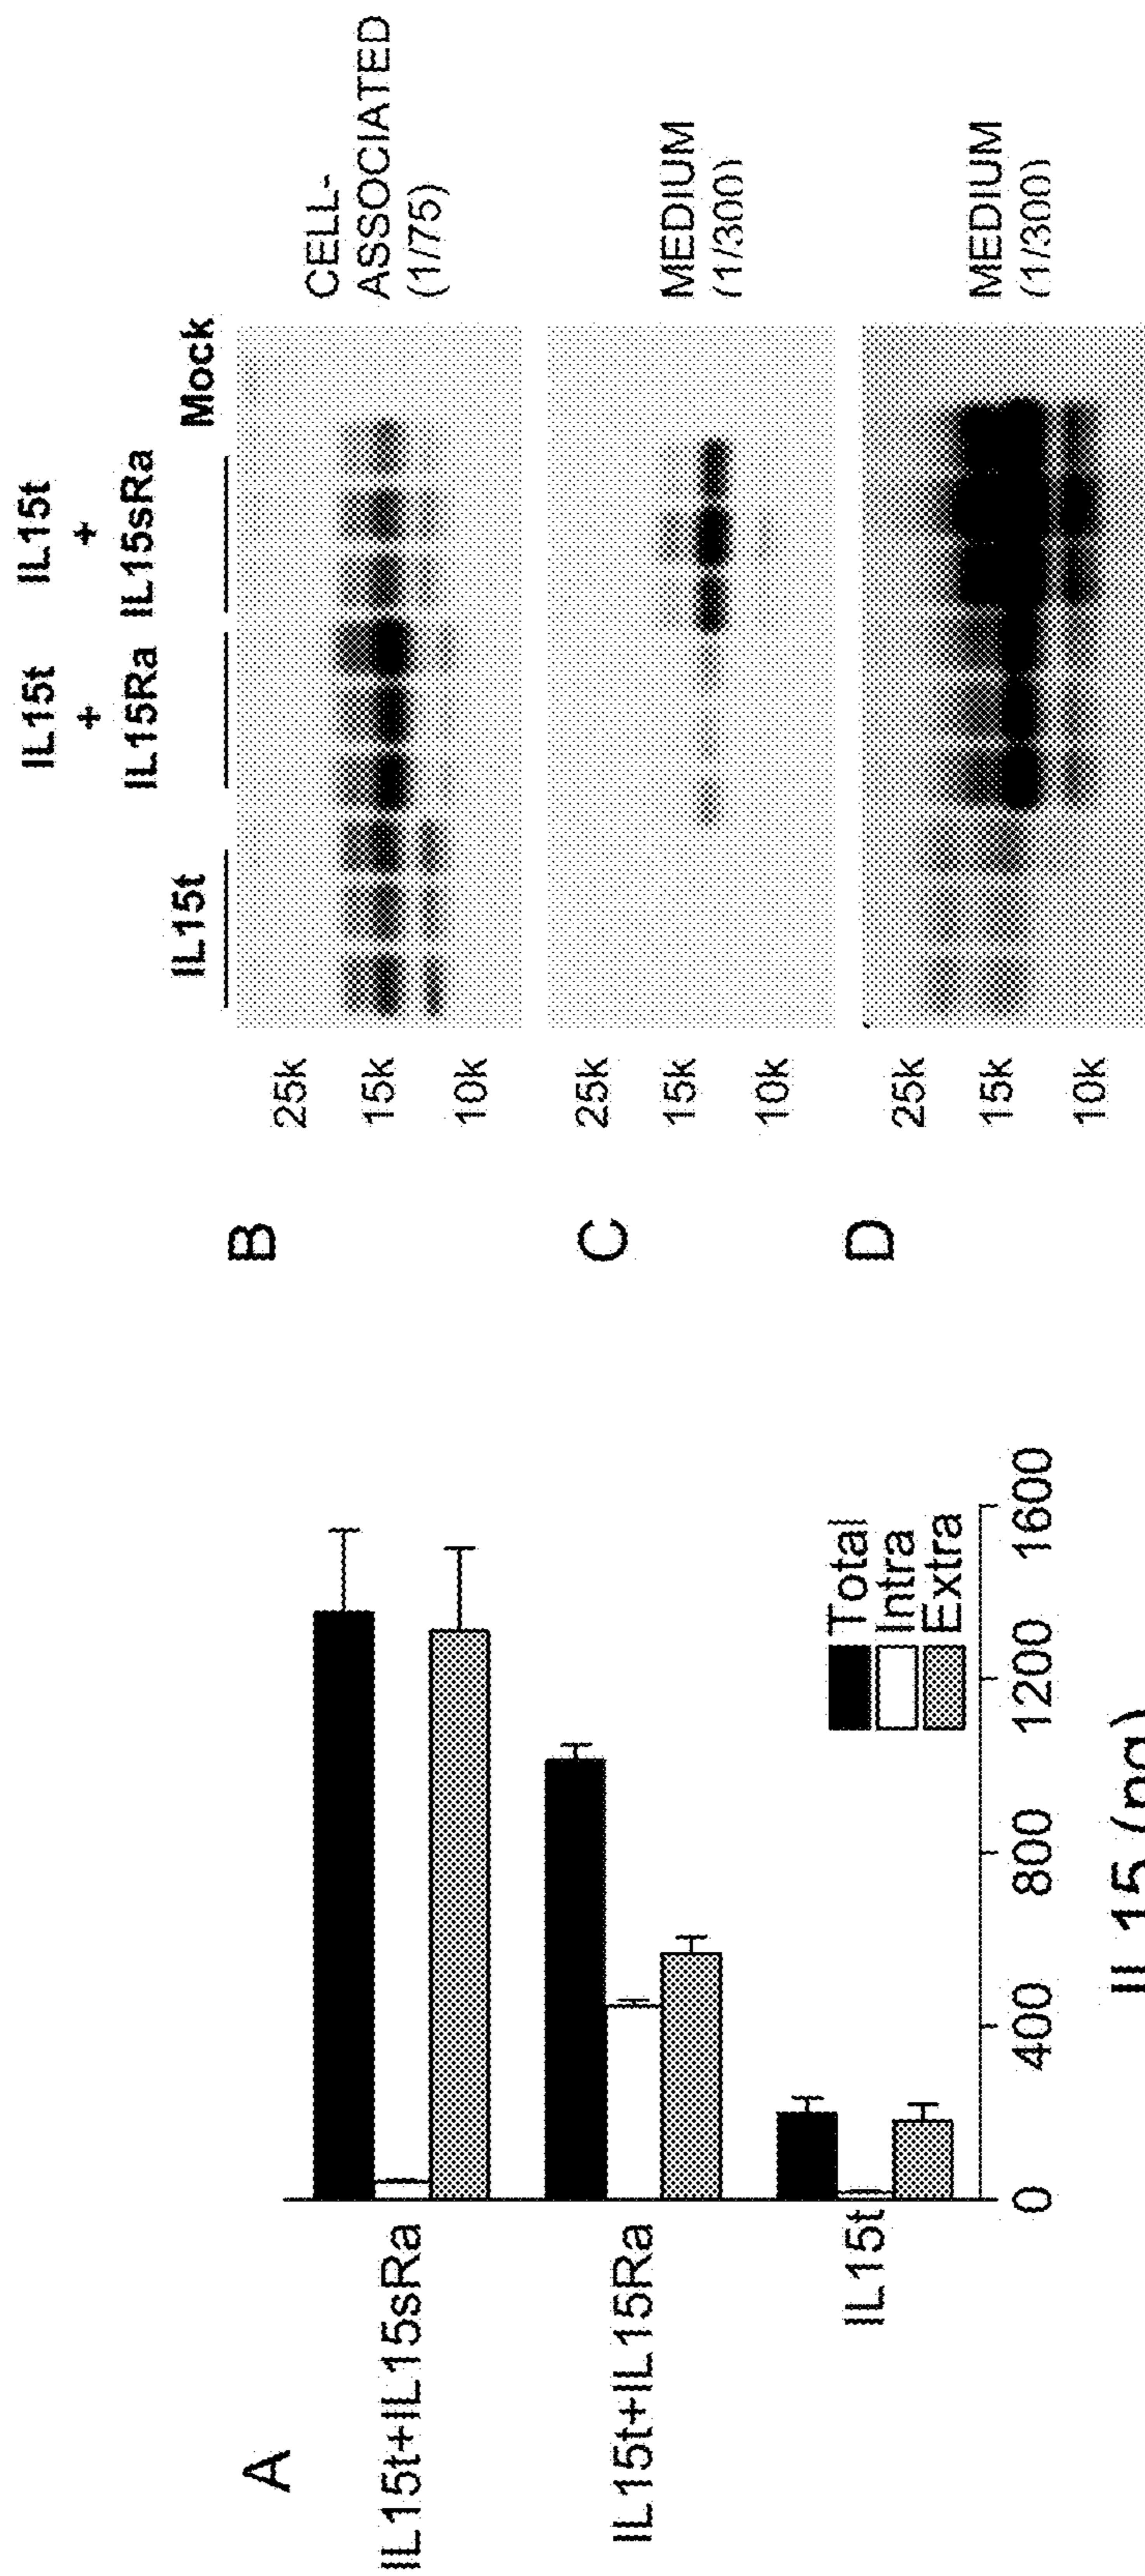 A
IL15t+IL15sRa
IL15t+IL15Ra
IL15t
Total
Intra
Extra
0 400 800 1200 1600
IL15t
IL15t
+
IL15Ra
IL15t
+
IL15sRa
Mock
B
25k
15k
10k
CELL-
ASSOCIATED
(1/75)
C
25k
15k
10k
MEDIUM
(1/300)
D
25k
15k
10k
MEDIUM
(1/300)